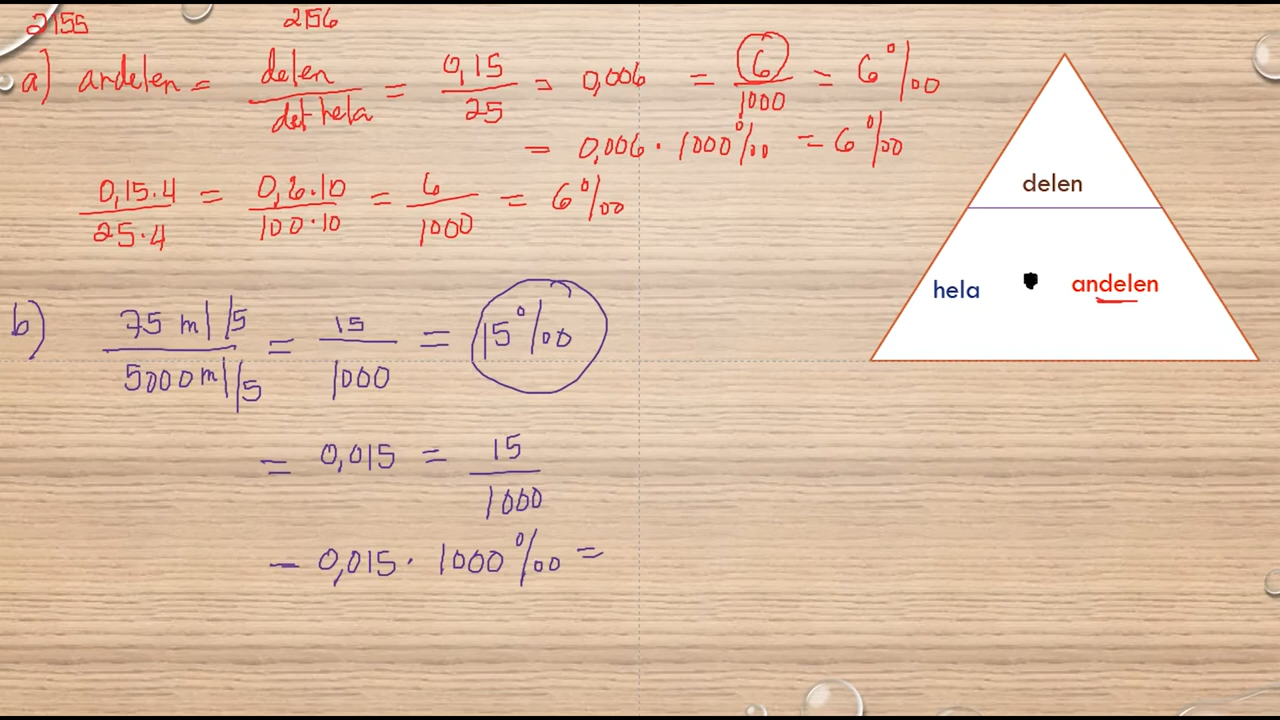 2155 2156
a) andelen = delen / det hela = 0,15 / 25 = 0,006 = 6 / 1000 = 6 ‰
= 0,006 · 1000 ‰ = 6 ‰
0,15 · 4 / 25 · 4 = 0,6 · 10 / 100 · 10 = 6 / 1000 = 6 ‰
b) 75 ml /5 / 5000 ml /5 = 15 / 1000 = 15 ‰
= 0,015 = 15 / 1000
= 0,015 · 1000 ‰ =
delen
hela · andelen